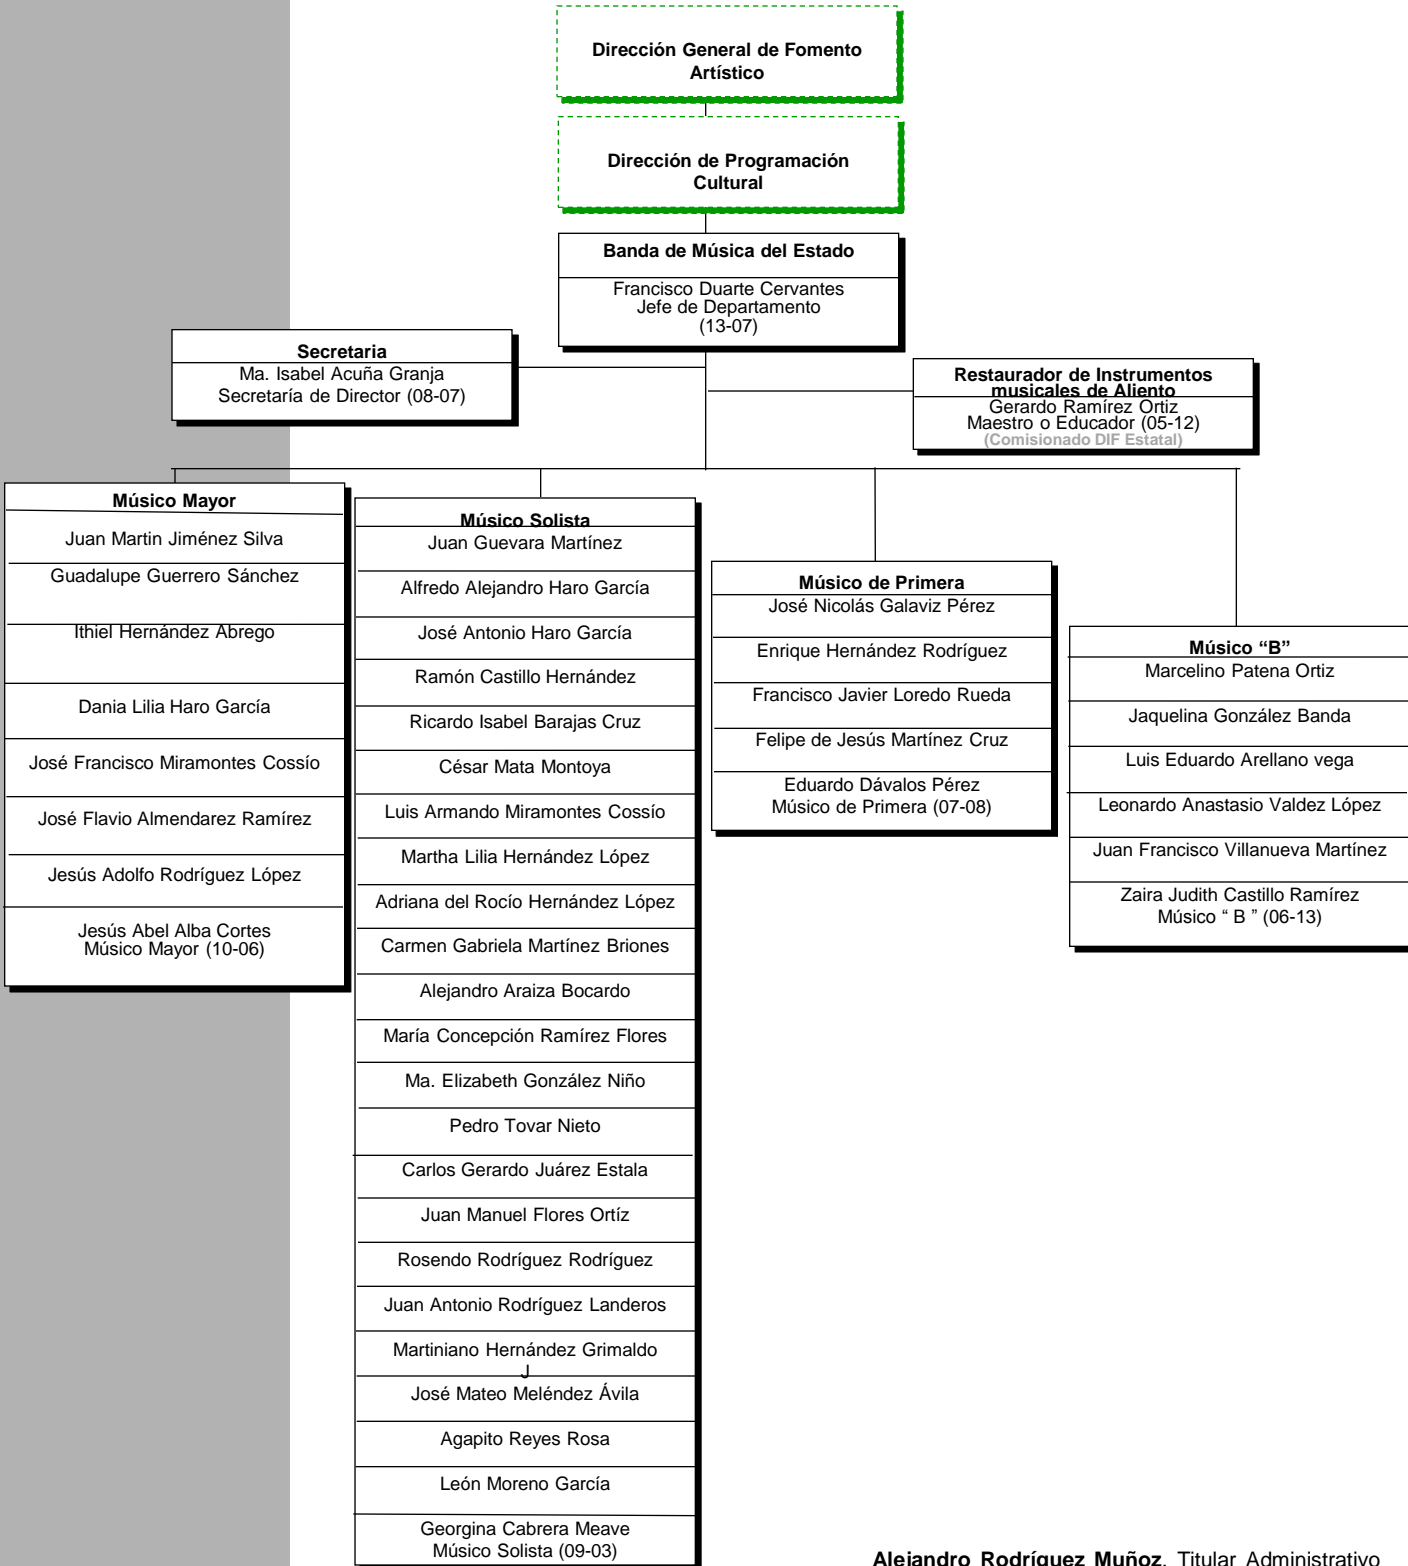 Dirección General de Fomento
Artístico
Dirección de Programación
Cultural
Banda de Música del Estado
Francisco Duarte Cervantes
Jefe de Departamento
(13-07)
Secretaria
Ma. Isabel Acuña Granja
Secretaría de Director (08-07)
Restaurador de Instrumentos
musicales de Aliento
Gerardo Ramírez Ortiz
Maestro o Educador (05-12)
(Comisionado DIF Estatal)
Músico Mayor
Juan Martin Jiménez Silva
Guadalupe Guerrero Sánchez
Ithiel Hernández Abrego
Dania Lilia Haro García
José Francisco Miramontes Cossío
José Flavio Almendarez Ramírez
Jesús Adolfo Rodríguez López
Jesús Abel Alba Cortes
Músico Mayor (10-06)
Músico Solista
Juan Guevara Martínez
Alfredo Alejandro Haro García
José Antonio Haro García
Ramón Castillo Hernández
Ricardo Isabel Barajas Cruz
César Mata Montoya
Luis Armando Miramontes Cossío
Martha Lilia Hernández López
Adriana del Rocío Hernández López
Carmen Gabriela Martínez Briones
Alejandro Araiza Bocardo
María Concepción Ramírez Flores
Ma. Elizabeth González Niño
Pedro Tovar Nieto
Carlos Gerardo Juárez Estala
Juan Manuel Flores Ortíz
Rosendo Rodríguez Rodríguez
Juan Antonio Rodríguez Landeros
Martiniano Hernández Grimaldo
J
José Mateo Meléndez Ávila
Agapito Reyes Rosa
León Moreno García
Georgina Cabrera Meave
Músico Solista (09-03)
Músico de Primera
José Nicolás Galaviz Pérez
Enrique Hernández Rodríguez
Francisco Javier Loredo Rueda
Felipe de Jesús Martínez Cruz
Eduardo Dávalos Pérez
Músico de Primera (07-08)
Músico “B”
Marcelino Patena Ortiz
Jaquelina González Banda
Luis Eduardo Arellano vega
Leonardo Anastasio Valdez López
Juan Francisco Villanueva Martínez
Zaira Judith Castillo Ramírez
Músico “ B ” (06-13)
Alejandro Rodríguez Muñoz, Titular Administrativo